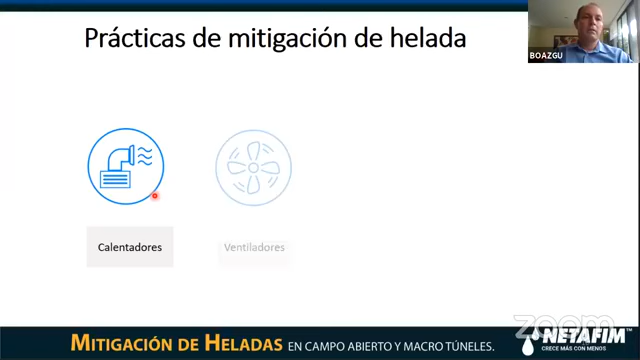 Prácticas de mitigación de helada
BOAZGU
Calentadores
Ventiladores
MITIGACIÓN DE HELADAS EN CAMPO ABIERTO Y MACRO TÚNELES.
zoom
NETAFIM
CRECE MÁS CON MENOS